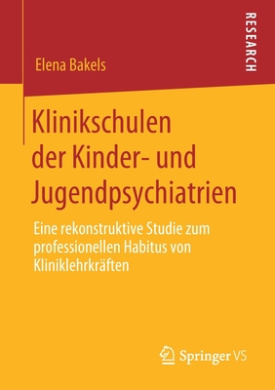 RESEARCH
Elena Bakels
Klinikschulen
der Kinder- und
Jugendpsychiatrien
Eine rekonstruktive Studie zum
professionellen Habitus von
Kliniklehrkräften
Springer VS